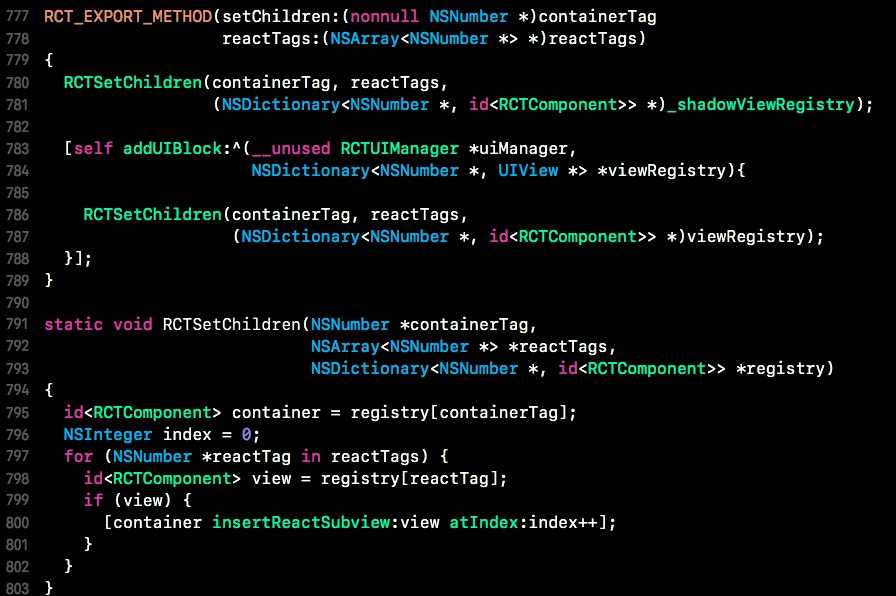 777 RCT_EXPORT_METHOD(setChildren:(nonnull NSNumber *)containerTag
778                   reactTags:(NSArray<NSNumber *> *)reactTags)
779 {
780   RCTSetChildren(containerTag, reactTags,
781                  (NSDictionary<NSNumber *, id<RCTComponent>> *)_shadowViewRegistry);
782
783   [self addUIBlock:^(__unused RCTUIManager *uiManager,
784                      NSDictionary<NSNumber *, UIView *> *viewRegistry){
785
786     RCTSetChildren(containerTag, reactTags,
787                    (NSDictionary<NSNumber *, id<RCTComponent>> *)viewRegistry);
788   }];
789 }
790
791 static void RCTSetChildren(NSNumber *containerTag,
792                            NSArray<NSNumber *> *reactTags,
793                            NSDictionary<NSNumber *, id<RCTComponent>> *registry)
794 {
795   id<RCTComponent> container = registry[containerTag];
796   NSInteger index = 0;
797   for (NSNumber *reactTag in reactTags) {
798     id<RCTComponent> view = registry[reactTag];
799     if (view) {
800       [container insertReactSubview:view atIndex:index++];
801     }
802   }
803 }